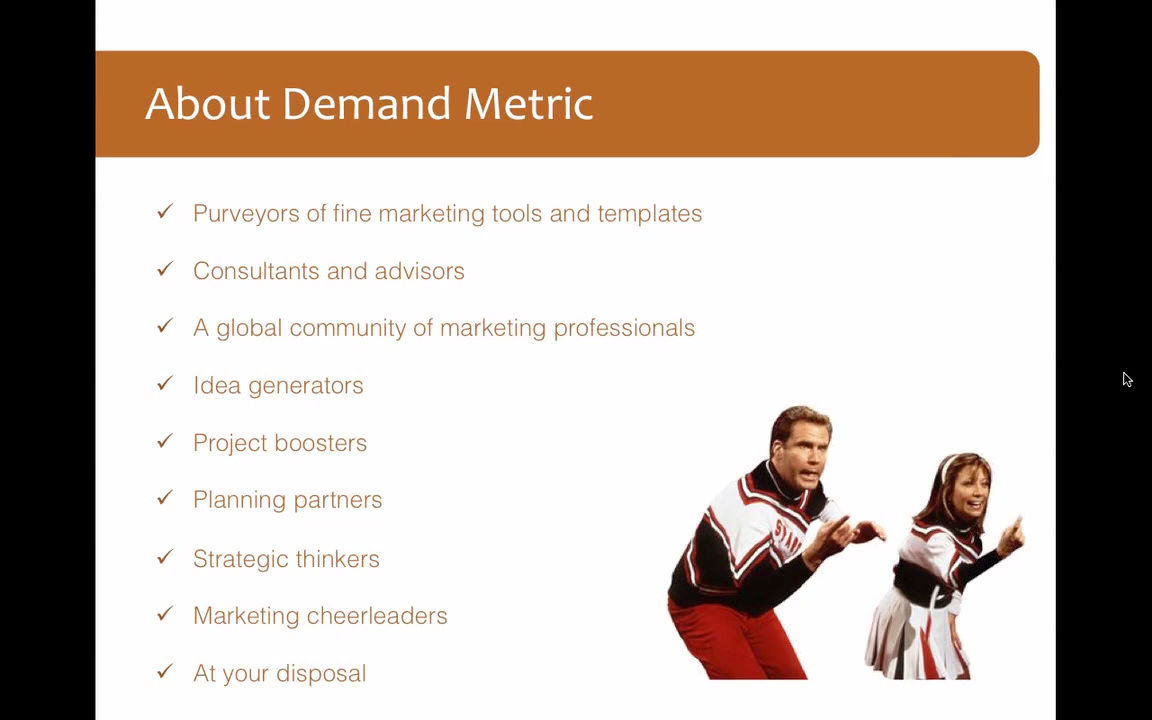 About Demand Metric
✓ Purveyors of fine marketing tools and templates
✓ Consultants and advisors
✓ A global community of marketing professionals
✓ Idea generators
✓ Project boosters
✓ Planning partners
✓ Strategic thinkers
✓ Marketing cheerleaders
✓ At your disposal